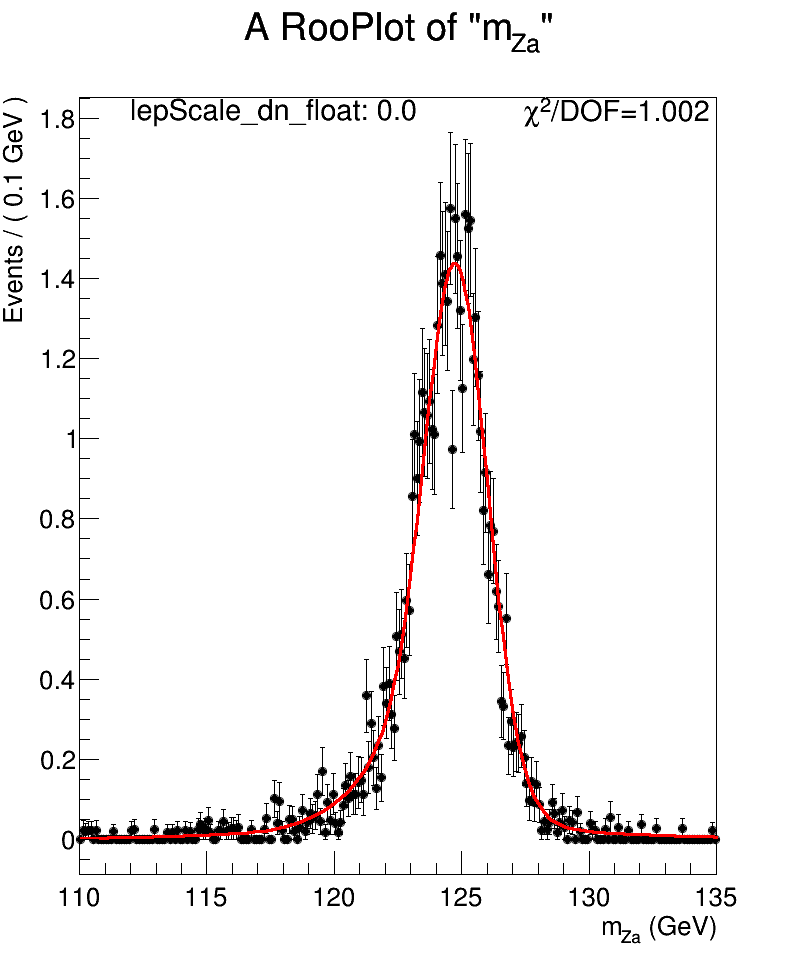 A RooPlot of "m_Za"
lepScale_dn_float: 0.0
χ²/DOF=1.002
Events / ( 0.1 GeV )
1.8
1.6
1.4
1.2
1
0.8
0.6
0.4
0.2
0
110 115 120 125 130 135
m_Za (GeV)